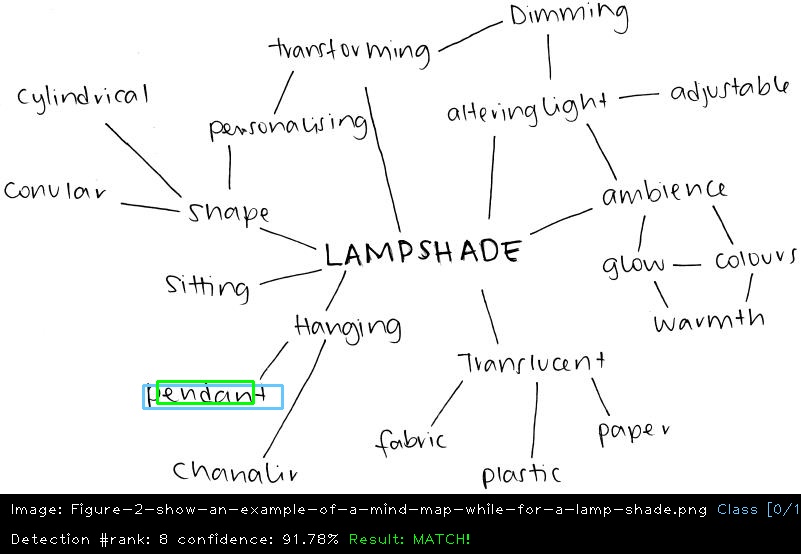 Dimming
transforming
altering light
adjustable
cylindrical
personalising
conular
shape
ambience
LAMPSHADE
glow
colours
sitting
Hanging
warmth
Translucent
pendant
fabric
paper
chanalir
plastic
Image: Figure-2-show-an-example-of-a-mind-map-while-for-a-lamp-shade.png Class [0/1
Detection #rank: 8 confidence: 91.78% Result: MATCH!